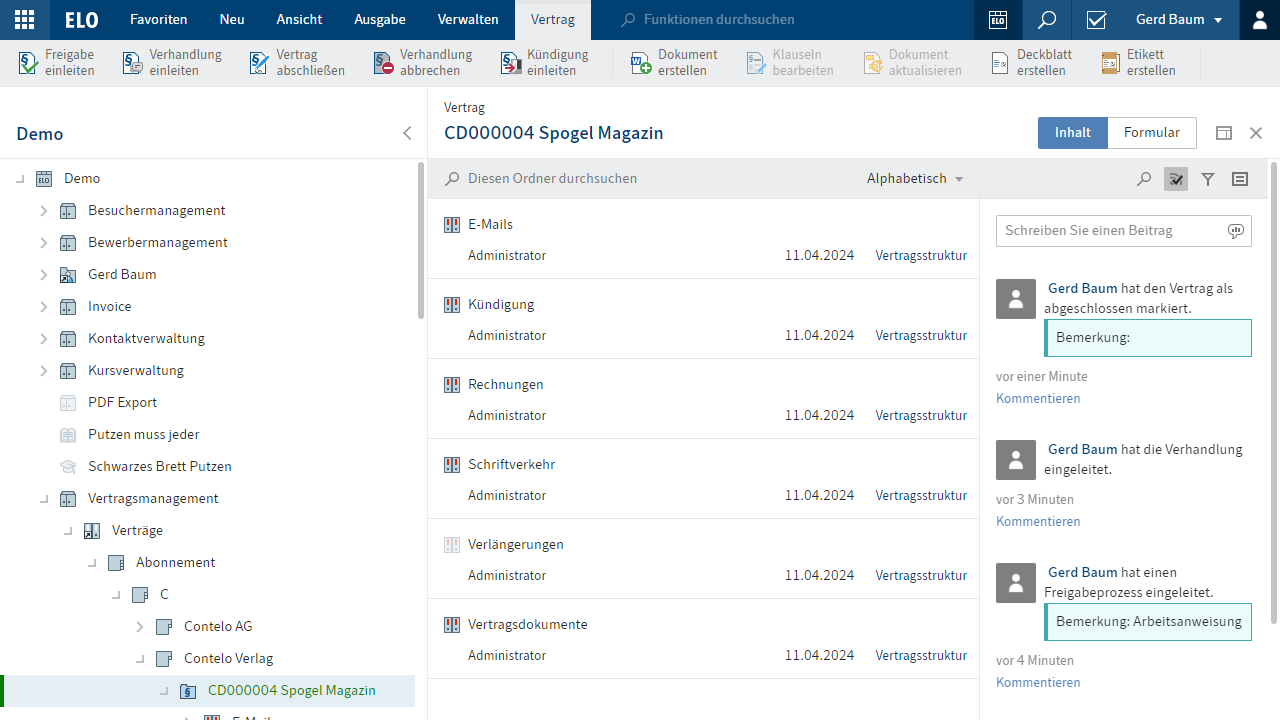 ELO
Favoriten
Neu
Ansicht
Ausgabe
Verwalten
Vertrag
Funktionen durchsuchen
ELO
Gerd Baum
Freigabe
einleiten
Verhandlung
einleiten
Vertrag
abschließen
Verhandlung
abbrechen
Kündigung
einleiten
Dokument
erstellen
Klauseln
bearbeiten
Dokument
aktualisieren
Deckblatt
erstellen
Etikett
erstellen
Demo
Demo
Besuchermanagement
Bewerbermanagement
Gerd Baum
Invoice
Kontaktverwaltung
Kursverwaltung
PDF Export
Putzen muss jeder
Schwarzes Brett Putzen
Vertragsmanagement
Verträge
Abonnement
C
Contelo AG
Contelo Verlag
CD000004 Spogel Magazin
Vertrag
CD000004 Spogel Magazin
Inhalt
Formular
Diesen Ordner durchsuchen
Alphabetisch
E-Mails
Administrator 11.04.2024 Vertragsstruktur
Kündigung
Administrator 11.04.2024 Vertragsstruktur
Rechnungen
Administrator 11.04.2024 Vertragsstruktur
Schriftverkehr
Administrator 11.04.2024 Vertragsstruktur
Verlängerungen
Administrator 11.04.2024 Vertragsstruktur
Vertragsdokumente
Administrator 11.04.2024 Vertragsstruktur
Schreiben Sie einen Beitrag
Gerd Baum hat den Vertrag als
abgeschlossen markiert.
Bemerkung:
vor einer Minute
Kommentieren
Gerd Baum hat die Verhandlung
eingeleitet.
vor 3 Minuten
Kommentieren
Gerd Baum hat einen
Freigabeprozess eingeleitet.
Bemerkung: Arbeitsanweisung
vor 4 Minuten
Kommentieren